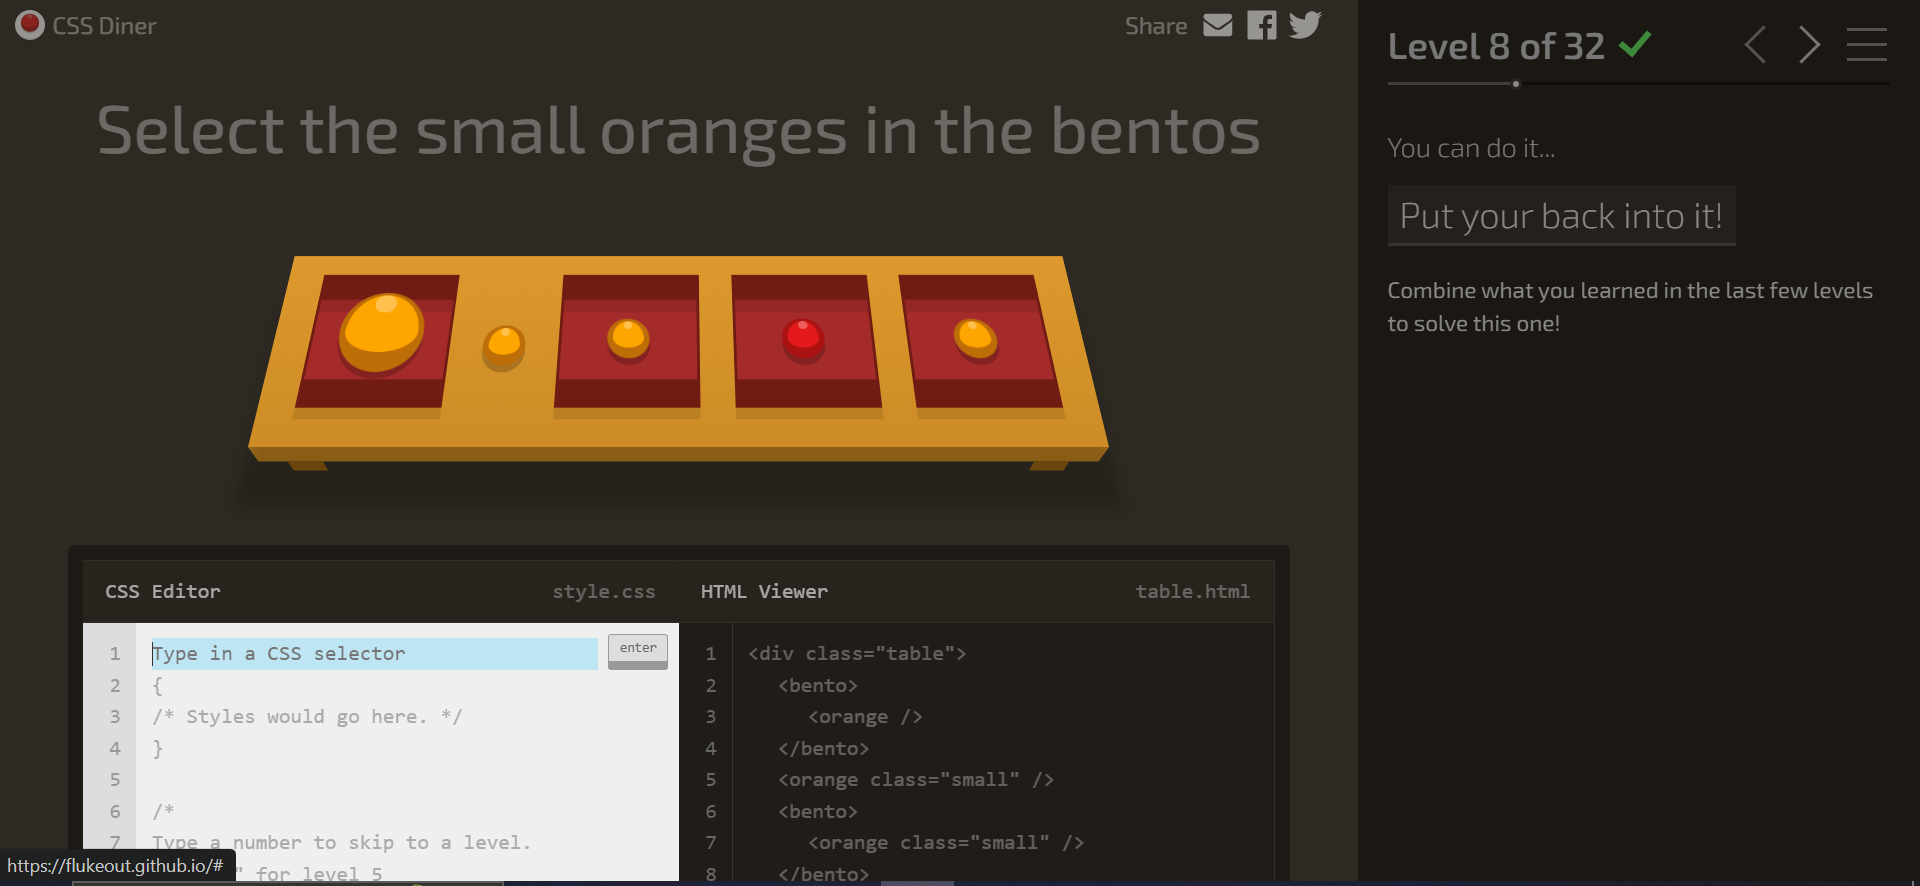 CSS Diner
Share
Select the small oranges in the bentos
Level 8 of 32
You can do it...
Put your back into it!
Combine what you learned in the last few levels
to solve this one!
CSS Editor
style.css
1 Type in a CSS selector
enter
2 {
3 /* Styles would go here. */
4 }
5
6 /*
7 Type a number to skip to a level.
" for level 5
HTML Viewer
table.html
1 <div class="table">
2 <bento>
3 <orange />
4 </bento>
5 <orange class="small" />
6 <bento>
7 <orange class="small" />
8 </bento>
https://flukeout.github.io/#